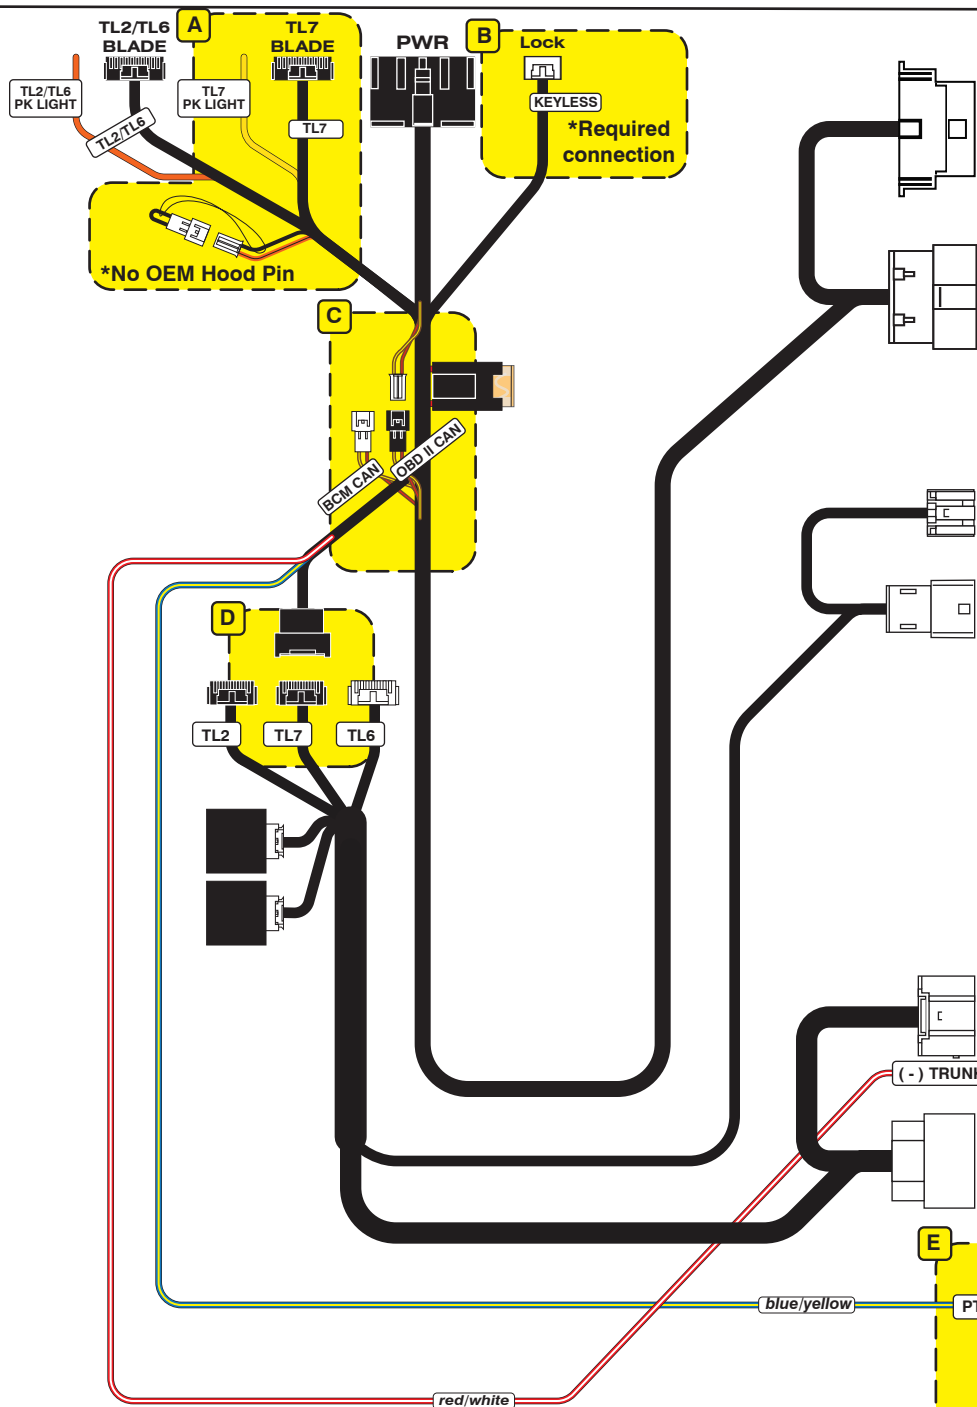 TL2/TL6
BLADE
A
TL7
BLADE
PWR
B
Lock
TL2/TL6
PK LIGHT
TL7
PK LIGHT
KEYLESS
TL2/TL6
TL7
*Required
connection
*No OEM Hood Pin
C
BCM CAN
OBD II CAN
D
TL2
TL7
TL6
( - ) TRUNK
E
blue/yellow
PT
red/white